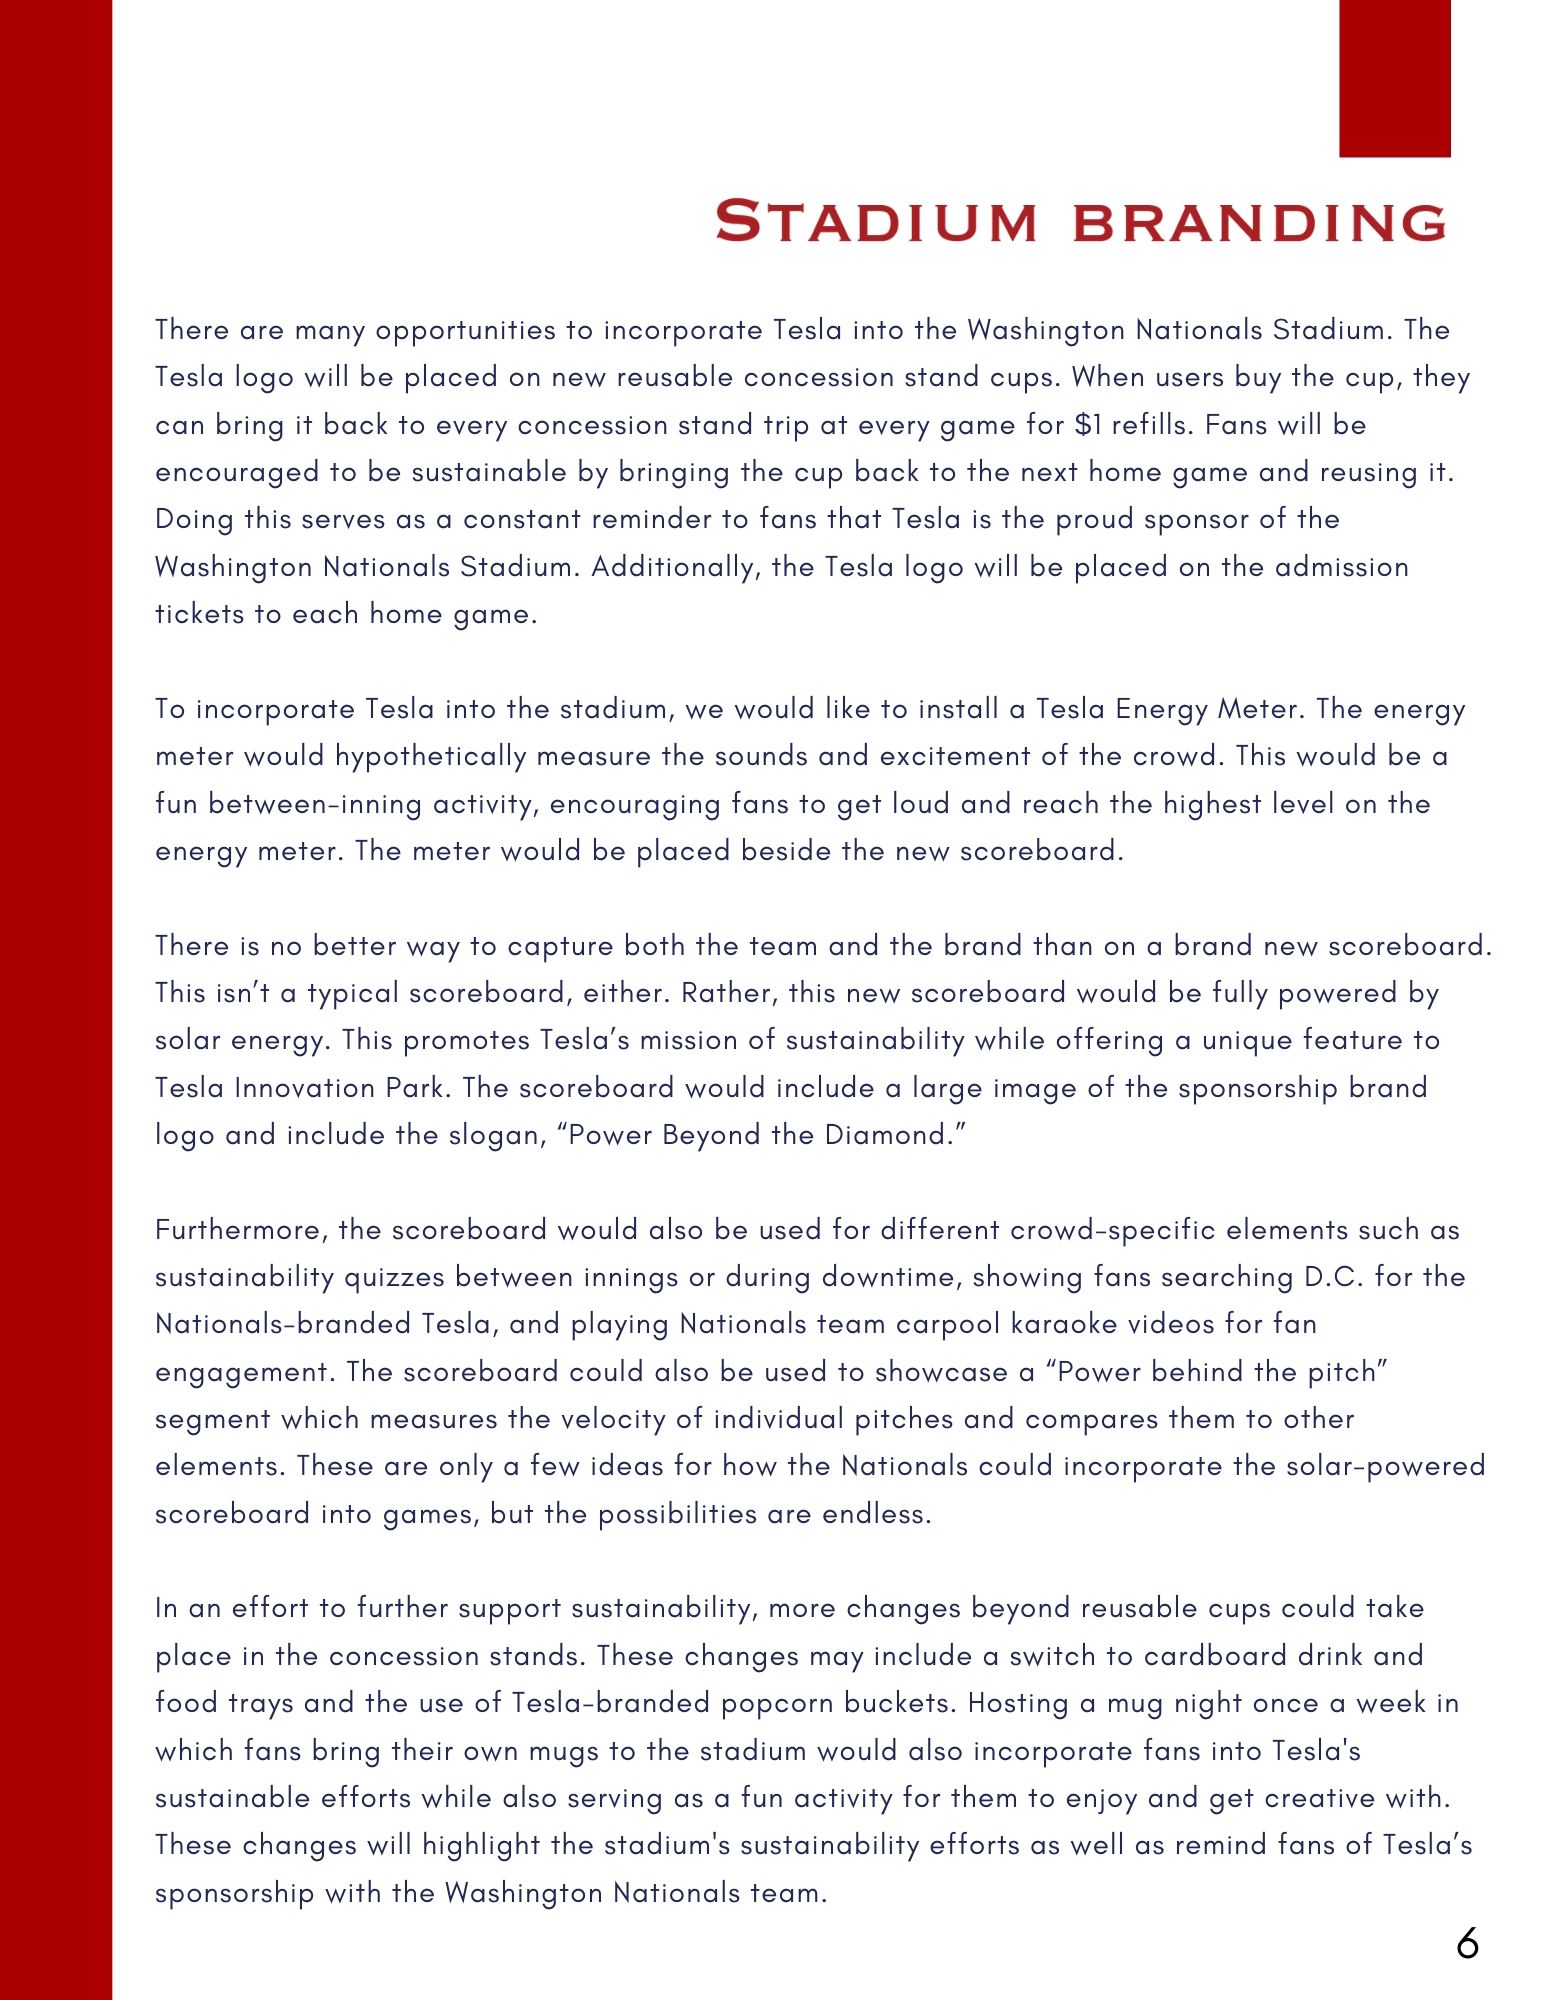 Stadium branding
There are many opportunities to incorporate Tesla into the Washington Nationals Stadium. The
Tesla logo will be placed on new reusable concession stand cups. When users buy the cup, they
can bring it back to every concession stand trip at every game for $1 refills. Fans will be
encouraged to be sustainable by bringing the cup back to the next home game and reusing it.
Doing this serves as a constant reminder to fans that Tesla is the proud sponsor of the
Washington Nationals Stadium. Additionally, the Tesla logo will be placed on the admission
tickets to each home game.
To incorporate Tesla into the stadium, we would like to install a Tesla Energy Meter. The energy
meter would hypothetically measure the sounds and excitement of the crowd. This would be a
fun between-inning activity, encouraging fans to get loud and reach the highest level on the
energy meter. The meter would be placed beside the new scoreboard.
There is no better way to capture both the team and the brand than on a brand new scoreboard.
This isn’t a typical scoreboard, either. Rather, this new scoreboard would be fully powered by
solar energy. This promotes Tesla’s mission of sustainability while offering a unique feature to
Tesla Innovation Park. The scoreboard would include a large image of the sponsorship brand
logo and include the slogan, “Power Beyond the Diamond.”
Furthermore, the scoreboard would also be used for different crowd-specific elements such as
sustainability quizzes between innings or during downtime, showing fans searching D.C. for the
Nationals-branded Tesla, and playing Nationals team carpool karaoke videos for fan
engagement. The scoreboard could also be used to showcase a “Power behind the pitch”
segment which measures the velocity of individual pitches and compares them to other
elements. These are only a few ideas for how the Nationals could incorporate the solar-powered
scoreboard into games, but the possibilities are endless.
In an effort to further support sustainability, more changes beyond reusable cups could take
place in the concession stands. These changes may include a switch to cardboard drink and
food trays and the use of Tesla-branded popcorn buckets. Hosting a mug night once a week in
which fans bring their own mugs to the stadium would also incorporate fans into Tesla's
sustainable efforts while also serving as a fun activity for them to enjoy and get creative with.
These changes will highlight the stadium's sustainability efforts as well as remind fans of Tesla’s
sponsorship with the Washington Nationals team.
6